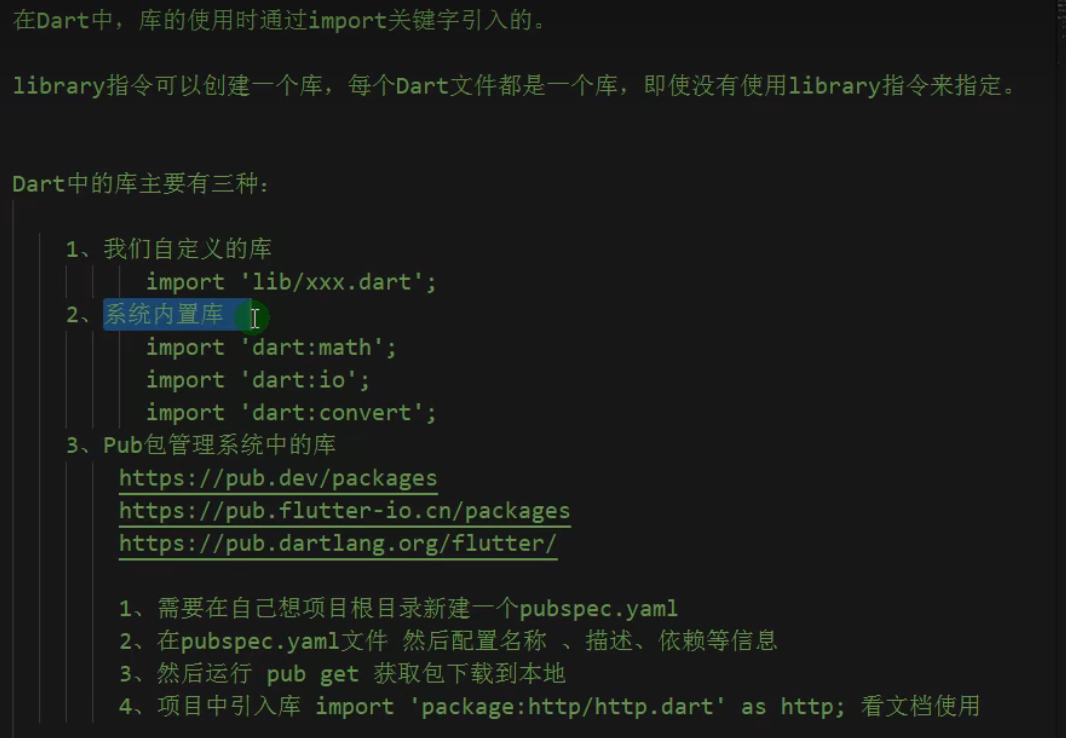 在Dart中，库的使用时通过import关键字引入的。
library指令可以创建一个库，每个Dart文件都是一个库，即使没有使用library指令来指定。
Dart中的库主要有三种：
1、我们自定义的库
import 'lib/xxx.dart';
2、系统内置库
import 'dart:math';
import 'dart:io';
import 'dart:convert';
3、Pub包管理系统中的库
https://pub.dev/packages
https://pub.flutter-io.cn/packages
https://pub.dartlang.org/flutter/
1、需要在自己想项目根目录新建一个pubspec.yaml
2、在pubspec.yaml文件 然后配置名称 、描述、依赖等信息
3、然后运行 pub get 获取包下载到本地
4、项目中引入库 import 'package:http/http.dart' as http; 看文档使用